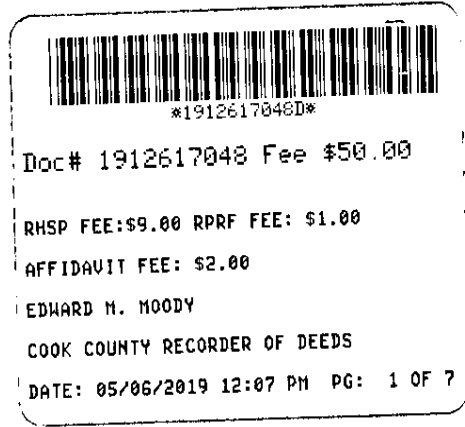 *1912617048D*
Doc# 1912617048 Fee $50.00
RHSP FEE:$9.00 RPRF FEE: $1.00
AFFIDAVIT FEE: $2.00
EDWARD M. MOODY
COOK COUNTY RECORDER OF DEEDS
DATE: 05/06/2019 12:07 PM PG: 1 OF 7